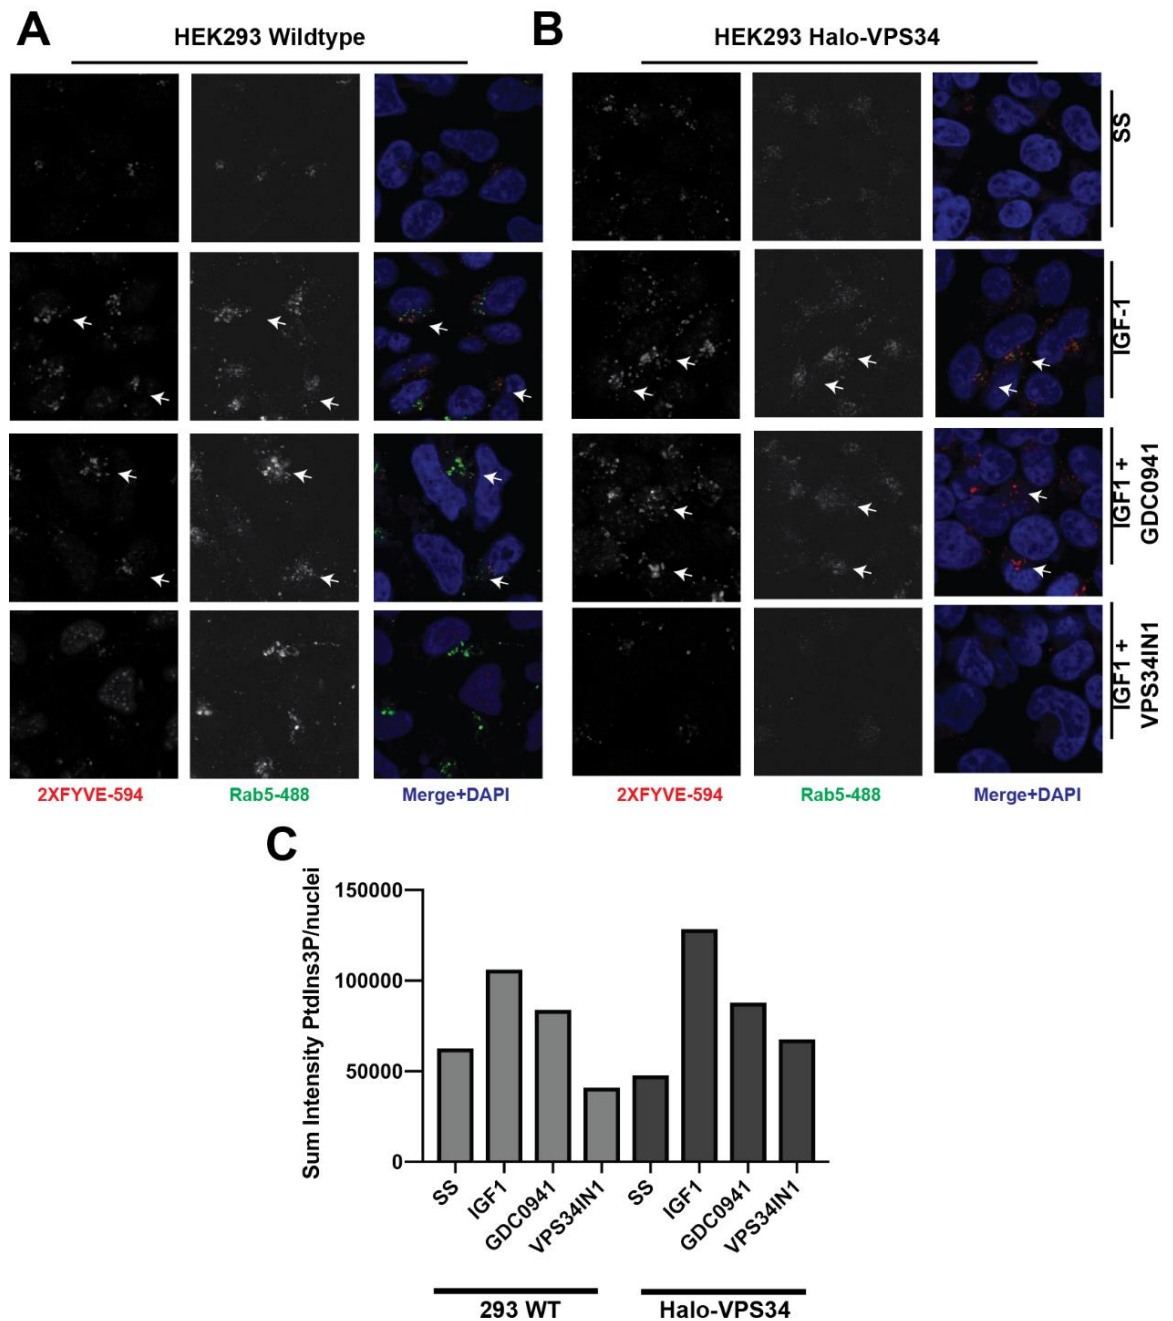 A
HEK293 Wildtype
B
HEK293 Halo-VPS34
SS
IGF-1
IGF1 +
GDC0941
IGF1 +
VPS34IN1
2XFYVE-594
Rab5-488
Merge+DAPI
2XFYVE-594
Rab5-488
Merge+DAPI
C
Sum Intensity PtdIns3P/nuclei
150000
100000
50000
0
SS
IGF1
GDC0941
VPS34IN1
SS
IGF1
GDC0941
VPS34IN1
293 WT
Halo-VPS34